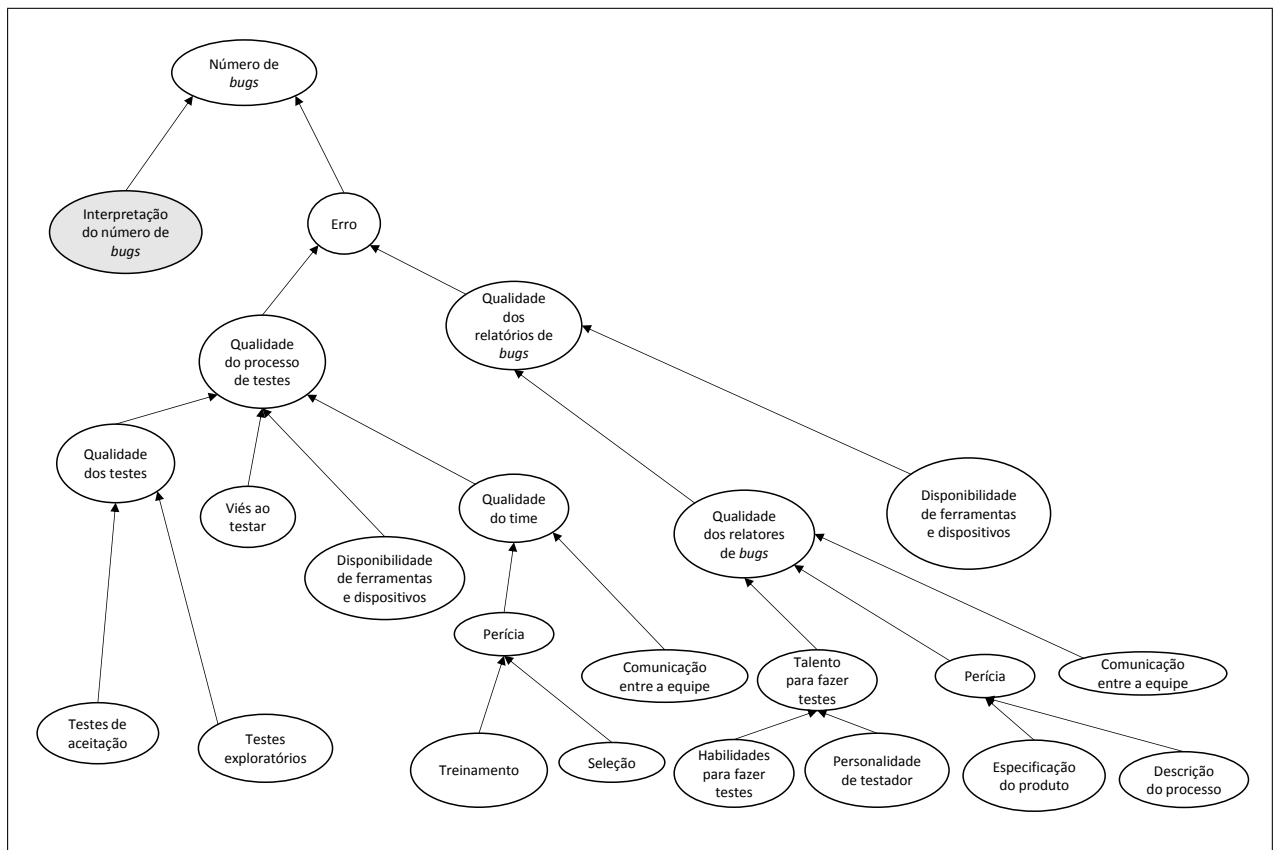 Número de
bugs
Interpretação
do número de
bugs
Erro
Qualidade
dos
relatórios de
bugs
Qualidade
do processo
de testes
Qualidade
dos testes
Viés ao
testar
Disponibilidade
de ferramentas
e dispositivos
Qualidade
do time
Qualidade
dos relatores
de bugs
Disponibilidade
de ferramentas
e dispositivos
Perícia
Comunicação
entre a equipe
Talento
para fazer
testes
Perícia
Comunicação
entre a equipe
Testes de
aceitação
Testes
exploratórios
Treinamento
Seleção
Habilidades
para fazer
testes
Personalidade
de testador
Especificação
do produto
Descrição
do processo